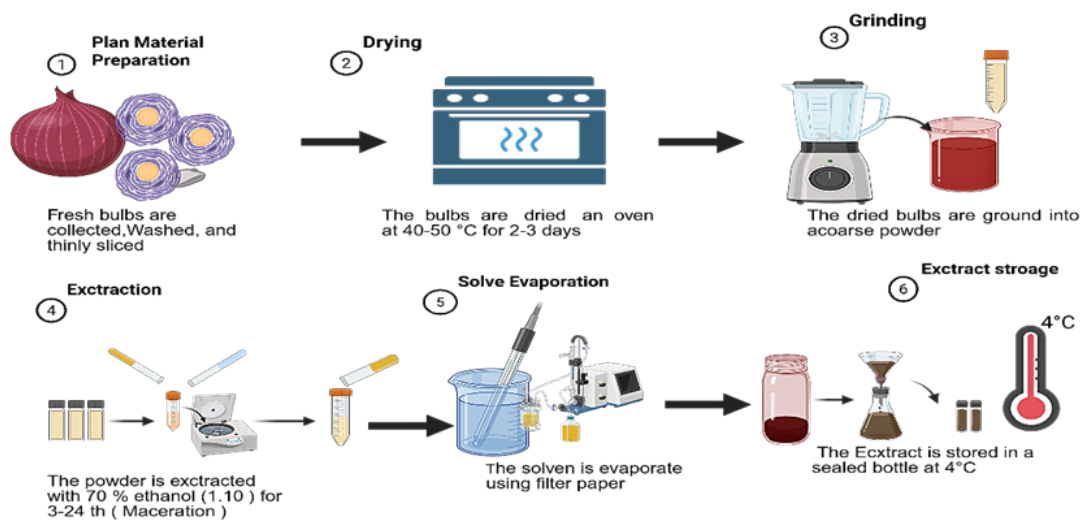 1
Plan Material
Preparation
Fresh bulbs are
collected,Washed, and
thinly sliced
2
Drying
The bulbs are dried an oven
at 40-50 °C for 2-3 days
3
Grinding
The dried bulbs are ground into
acoarse powder
4
Exctraction
The powder is exctracted
with 70 % ethanol (1.10 ) for
3-24 th ( Maceration )
5
Solve Evaporation
The solven is evaporate
using filter paper
6
Exctract stroage
4°C
The Ecxtract is stored in a
sealed bottle at 4°C